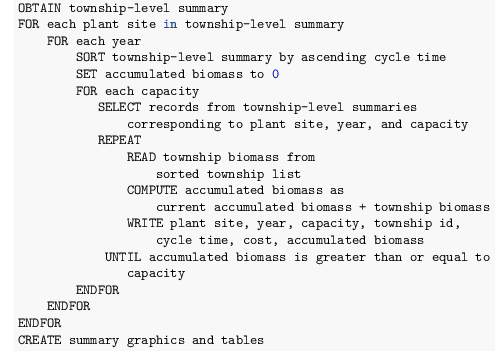 OBTAIN township-level summary
FOR each plant site in township-level summary
FOR each year
SORT township-level summary by ascending cycle time
SET accumulated biomass to 0
FOR each capacity
SELECT records from township-level summaries
corresponding to plant site, year, and capacity
REPEAT
READ township biomass from
sorted township list
COMPUTE accumulated biomass as
current accumulated biomass + township biomass
WRITE plant site, year, capacity, township id,
cycle time, cost, accumulated biomass
UNTIL accumulated biomass is greater than or equal to
capacity
ENDFOR
ENDFOR
ENDFOR
CREATE summary graphics and tables